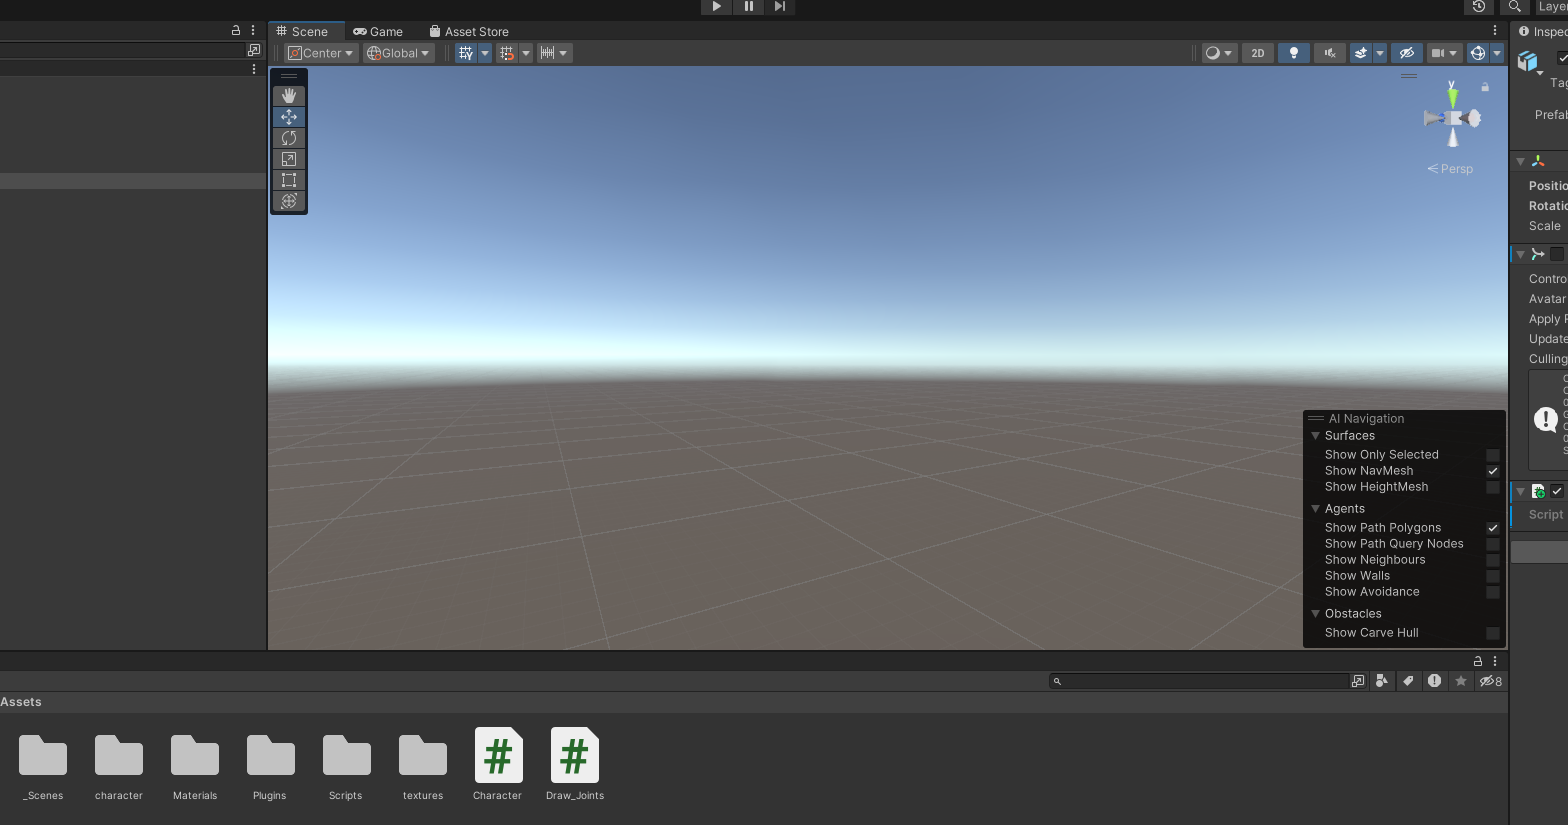 Layer
Scene
Game
Asset Store
Inspec
Center
Global
2D
y
Persp
Tag
Prefab
Positio
Rotatio
Scale
Contro
Avatar
Apply R
Update
Culling
AI Navigation
Surfaces
Show Only Selected
Show NavMesh
Show HeightMesh
Agents
Show Path Polygons
Show Path Query Nodes
Show Neighbours
Show Walls
Show Avoidance
Obstacles
Show Carve Hull
Script
8
Assets
_Scenes
character
Materials
Plugins
Scripts
textures
Character
Draw_Joints